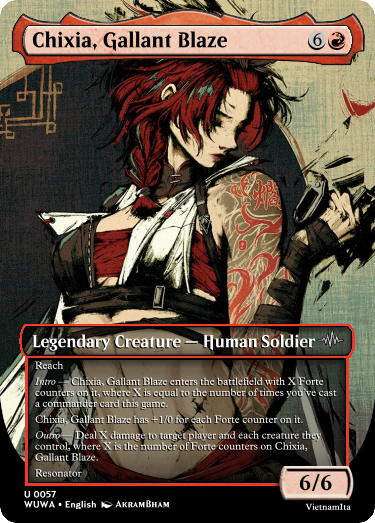 Chixia, Gallant Blaze 6
Legendary Creature — Human Soldier
Reach
Intro — Chixia, Gallant Blaze enters the battlefield with X Forte
counters on it, where X is equal to the number of times you've cast
a commander card this game.
Chixia, Gallant Blaze has +1/+0 for each Forte counter on it.
Outro — Deal X damage to target player and each creature they
control, where X is the number of Forte counters on Chixia,
Gallant Blaze.
Resonator
6/6
U 0057
WUWA • English AkramBham
VietnamIta